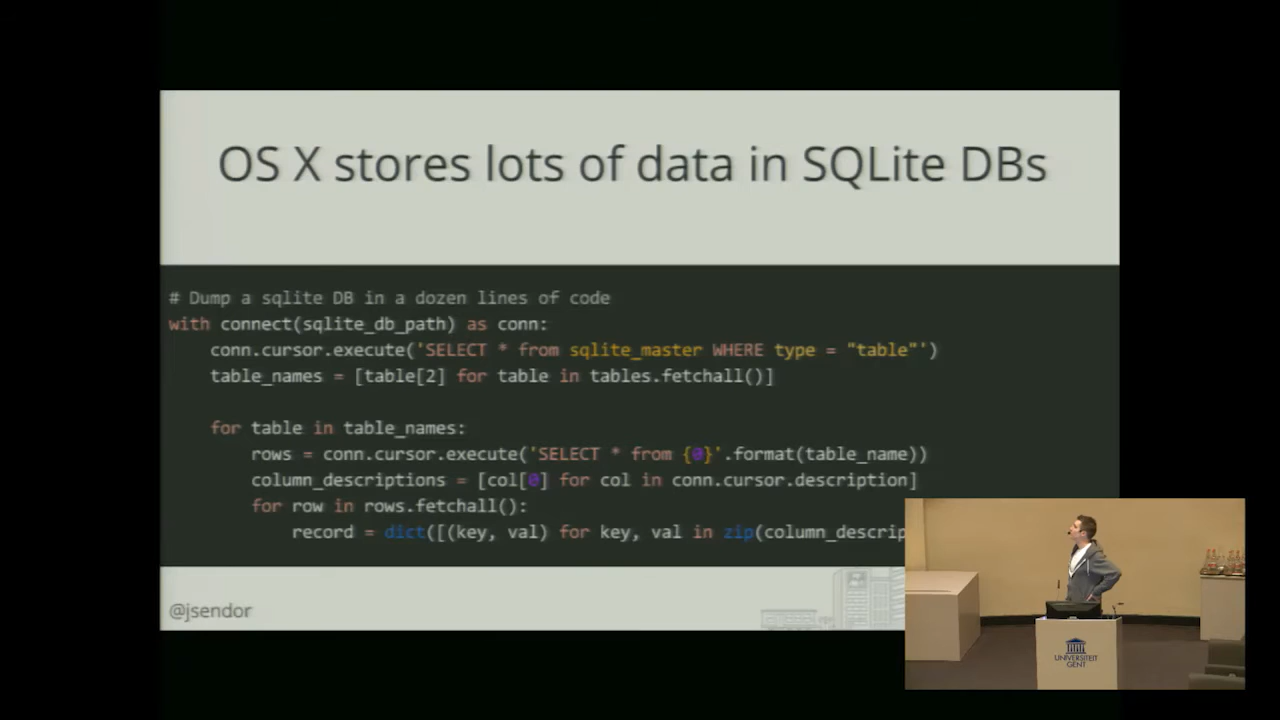 OS X stores lots of data in SQLite DBs
# Dump a sqlite DB in a dozen lines of code
with connect(sqlite_db_path) as conn:
conn.cursor.execute('SELECT * from sqlite_master WHERE type = "table"')
table_names = [table[2] for table in tables.fetchall()]
for table in table_names:
rows = conn.cursor.execute('SELECT * from {0}'.format(table_name))
column_descriptions = [col[0] for col in conn.cursor.description]
for row in rows.fetchall():
record = dict([(key, val) for key, val in zip(column_descrip
@jsendor
UNIVERSITEIT
GENT